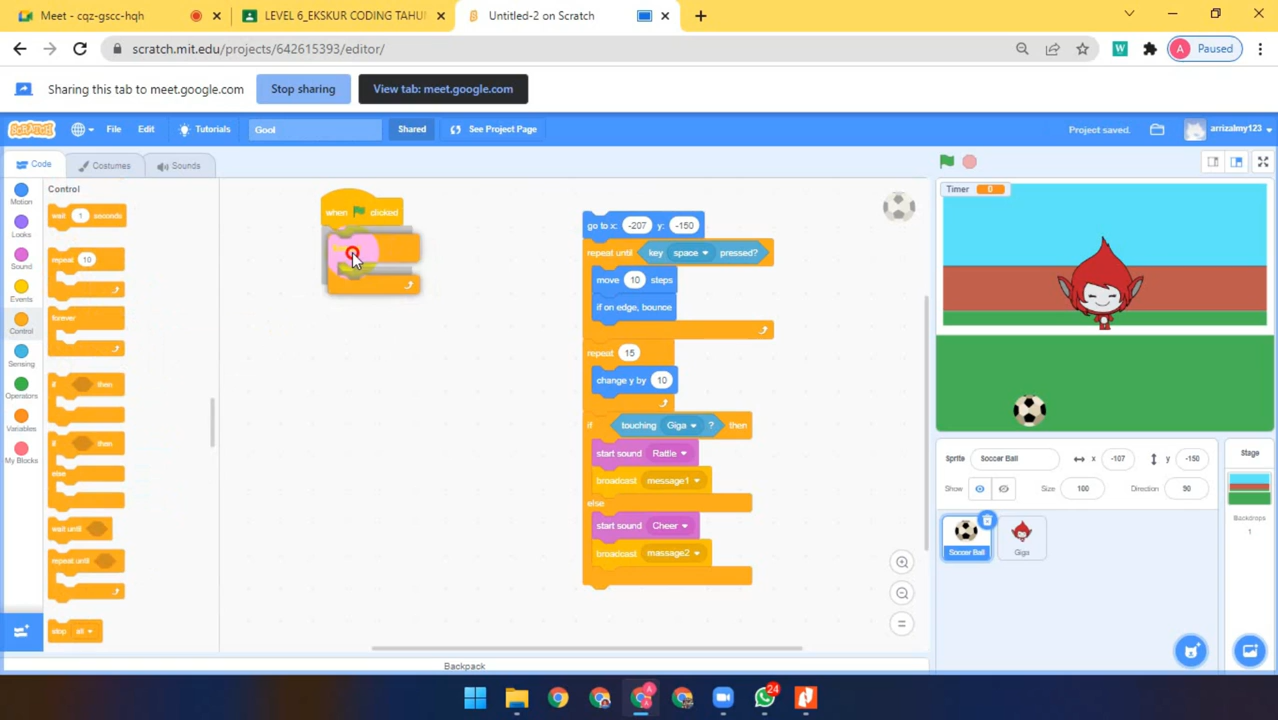 Meet - cqz-gscc-hqh
LEVEL 6_EKSKUR CODING TAHUN
Untitled-2 on Scratch
scratch.mit.edu/projects/642615393/editor/
A Paused
Sharing this tab to meet.google.com
Stop sharing
View tab: meet.google.com
SCRATCH
File
Edit
Tutorials
Gool
Shared
See Project Page
Project saved.
arrizalmy123
Code
Costumes
Sounds
Motion
Looks
Sound
Events
Control
Sensing
Operators
Variables
My Blocks
Control
wait 1 seconds
repeat 10
forever
if then
if then
else
wait until
repeat until
stop all
when clicked
go to x: -207 y: -150
repeat until key space pressed?
move 10 steps
if on edge, bounce
repeat 15
change y by 10
if touching Giga ? then
start sound Rattle
broadcast message1
else
start sound Cheer
broadcast massage2
Backpack
Timer 0
Sprite Soccer Ball x -107 y -150
Show Size 100 Direction 90
Soccer Ball
Giga
Stage
Backdrops
1
W
A
24